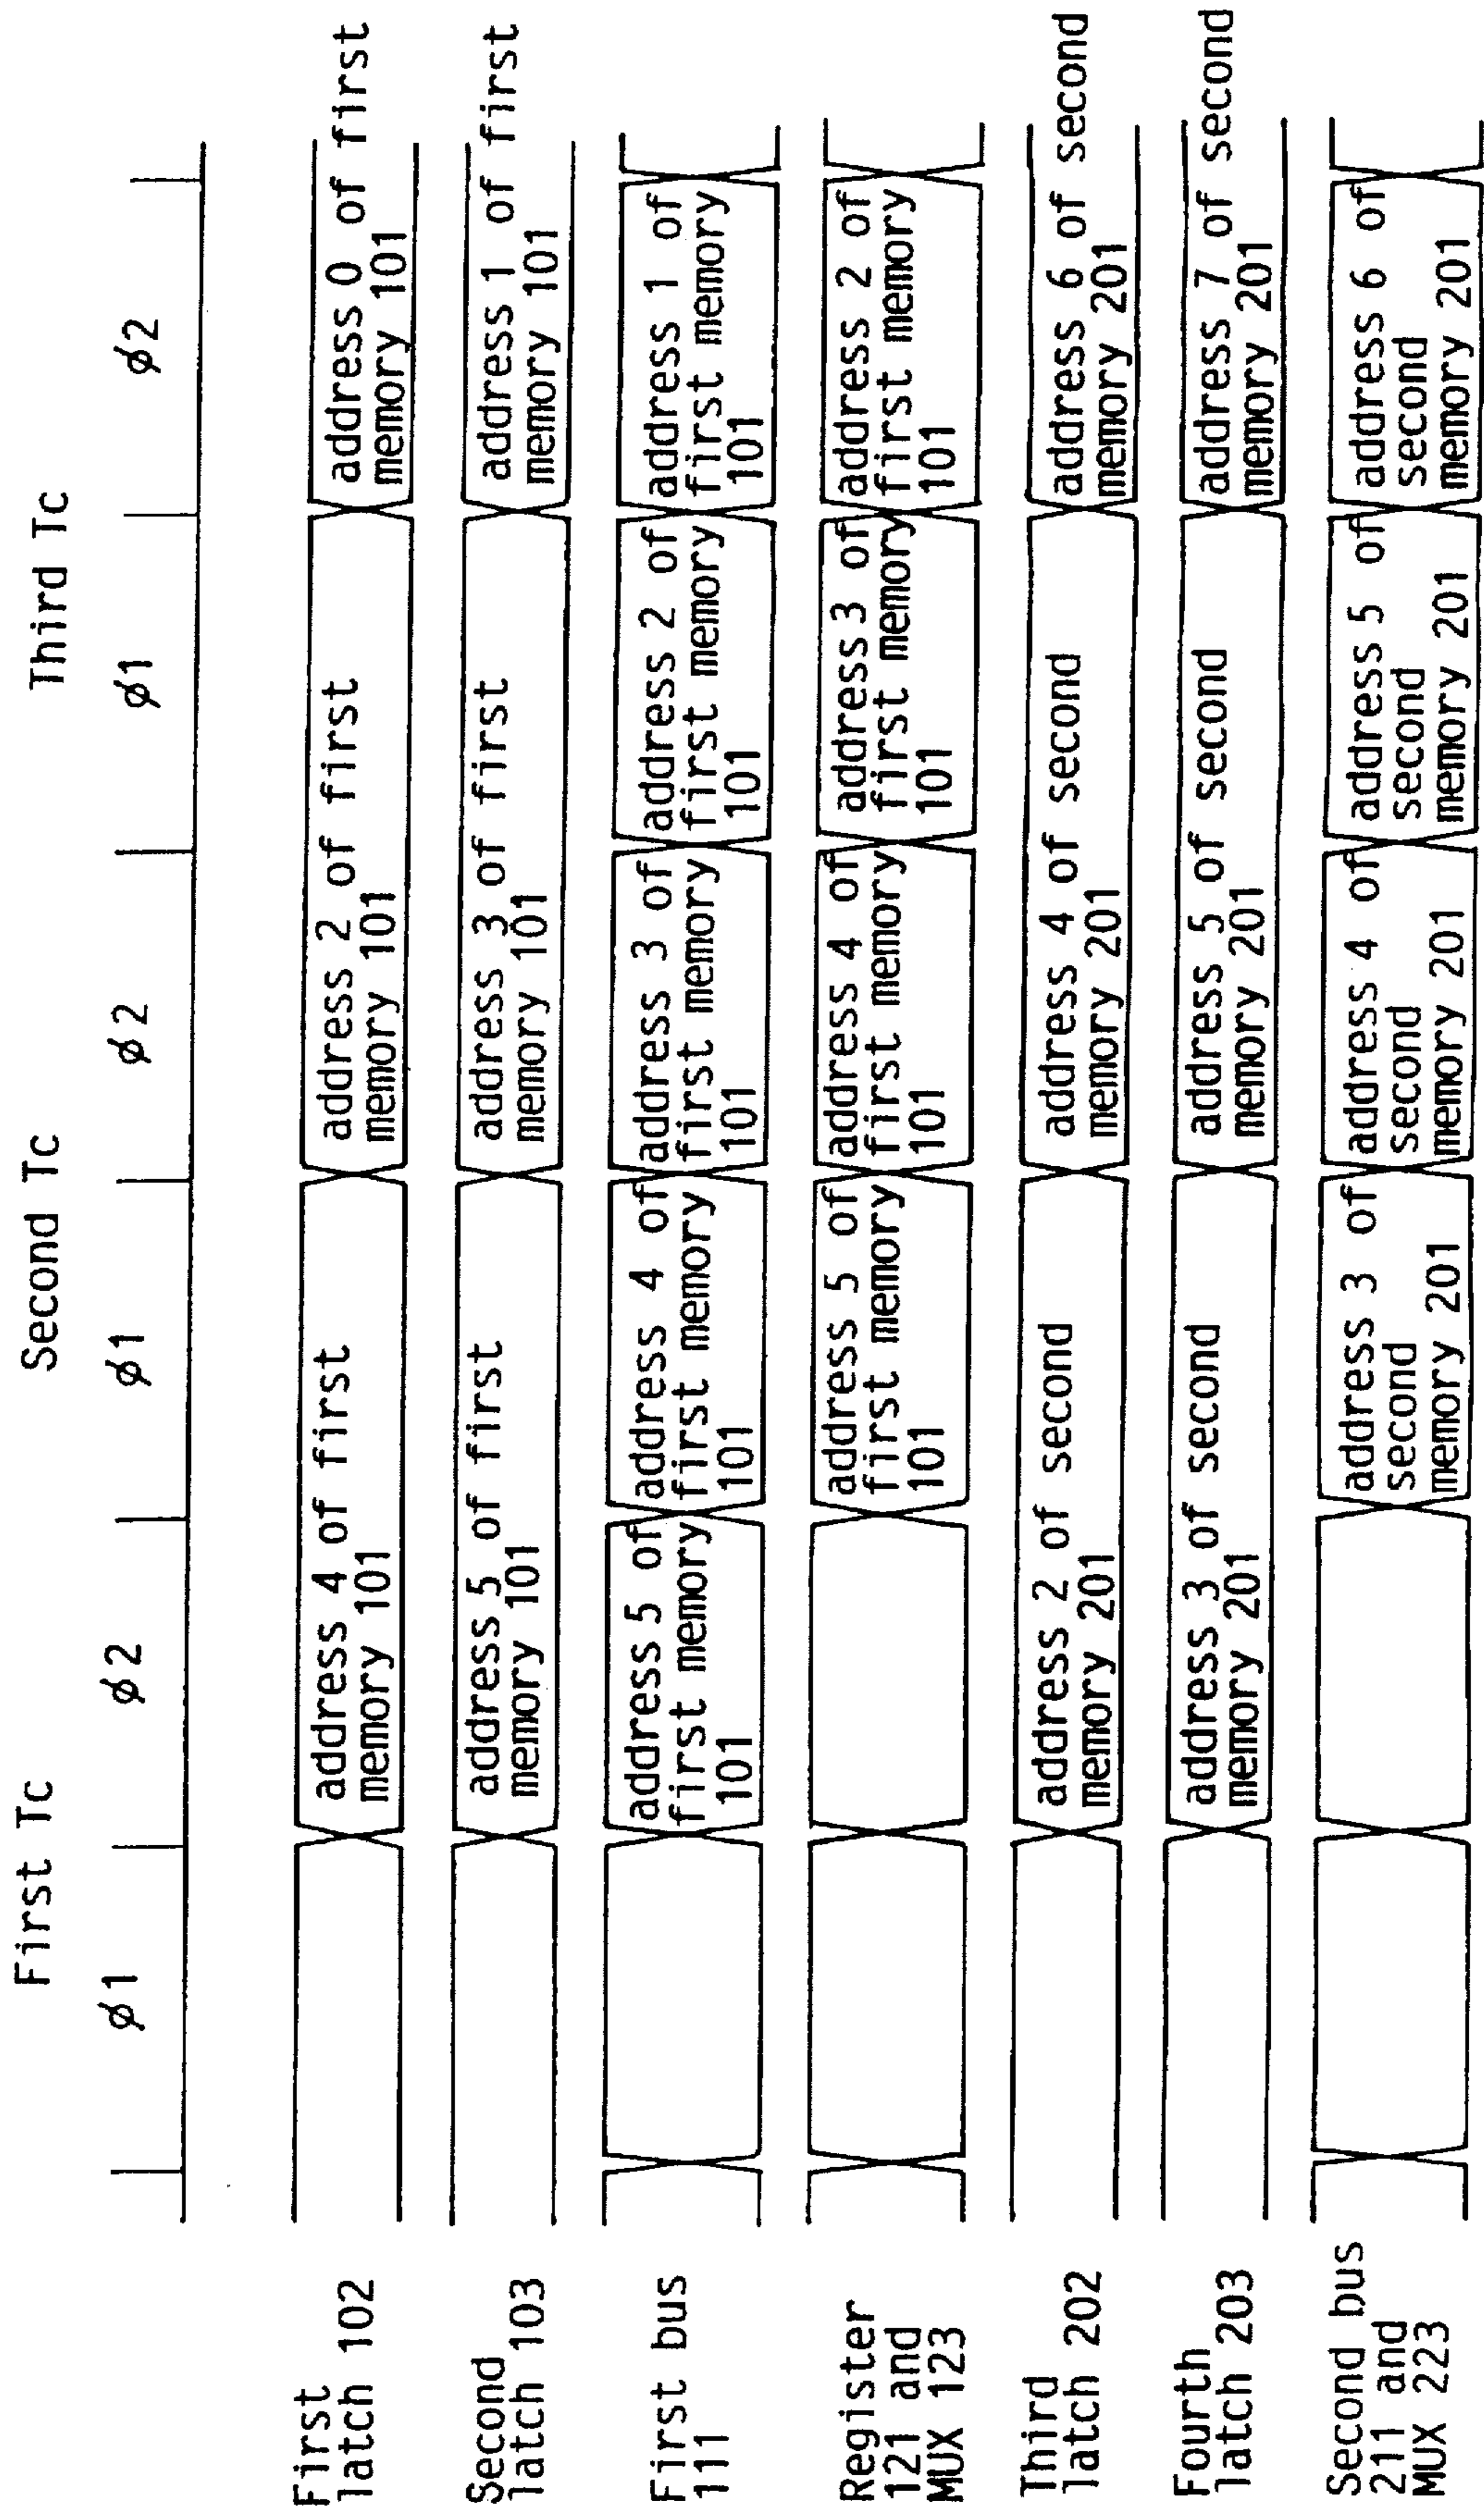 First Tc
Second Tc
Third Tc
ø1
ø2
ø1
ø2
ø1
ø2
First
latch 102
address 4 of first
memory 101
address 2 of first
memory 101
address 0 of first
memory 101
Second
latch 103
address 5 of first
memory 101
address 3 of first
memory 101
address 1 of first
memory 101
First bus
111
address 5 of
first memory
101
address 4 of
first memory
101
address 3 of
first memory
101
address 2 of
first memory
101
address 1 of
first memory
101
Register
121 and
MUX 123
address 5 of
first memory
101
address 4 of
first memory
101
address 3 of
first memory
101
address 2 of
first memory
101
Third
latch 202
address 2 of second
memory 201
address 4 of second
memory 201
address 6 of second
memory 201
Fourth
latch 203
address 3 of second
memory 201
address 5 of second
memory 201
address 7 of second
memory 201
Second bus
211 and
MUX 223
address 3 of
second
memory 201
address 4 of
second
memory 201
address 5 of
second
memory 201
address 6 of
second
memory 201